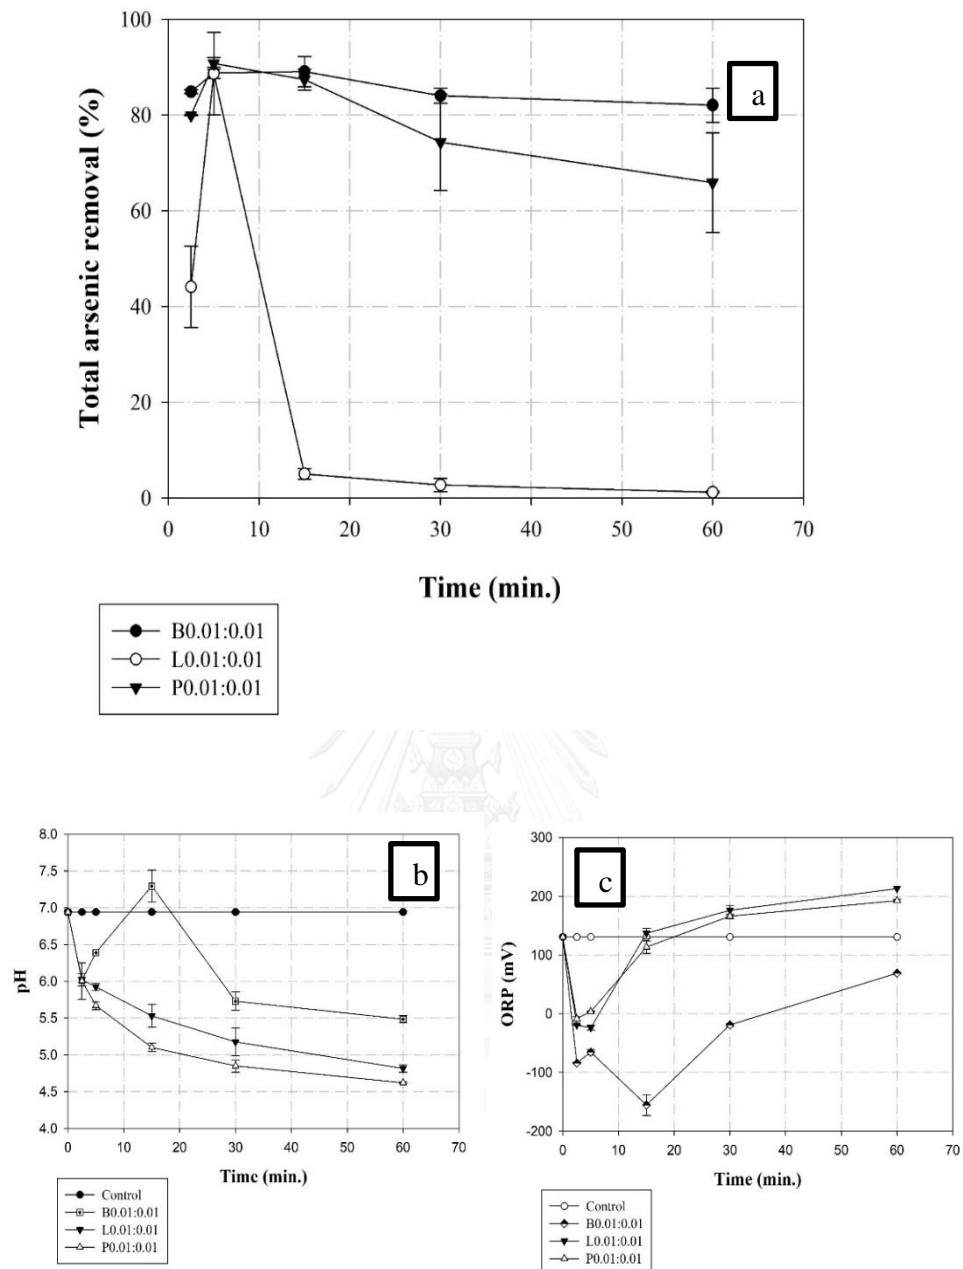 100
80
60
40
20
0
Total arsenic removal (%)
a
0 10 20 30 40 50 60 70
Time (min.)
B0.01:0.01
L0.01:0.01
P0.01:0.01
8.0
7.5
7.0
6.5
6.0
5.5
5.0
4.5
4.0
pH
b
0 10 20 30 40 50 60 70
Time (min.)
Control
B0.01:0.01
L0.01:0.01
P0.01:0.01
300
200
100
0
-100
-200
ORP (mV)
c
0 10 20 30 40 50 60 70
Time (min.)
Control
B0.01:0.01
L0.01:0.01
P0.01:0.01